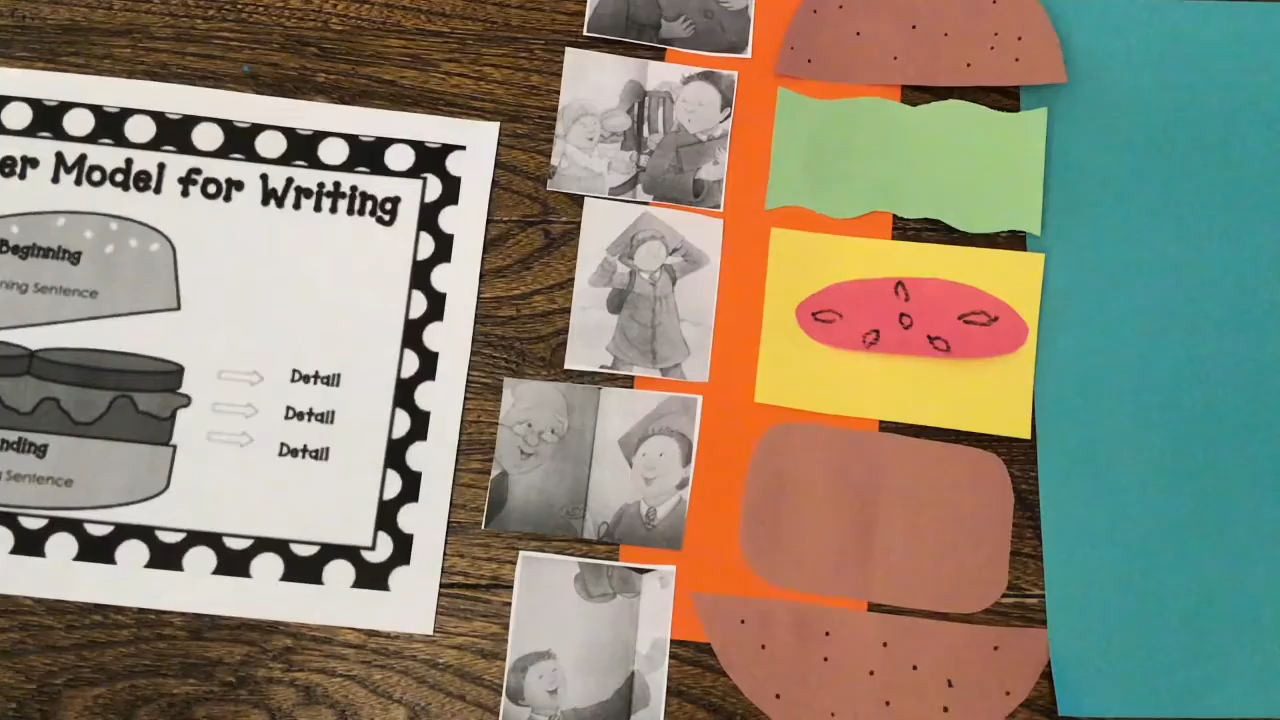 er Model for Writing
Beginning
ning Sentence
Detail
Detail
Detail
nding
Sentence